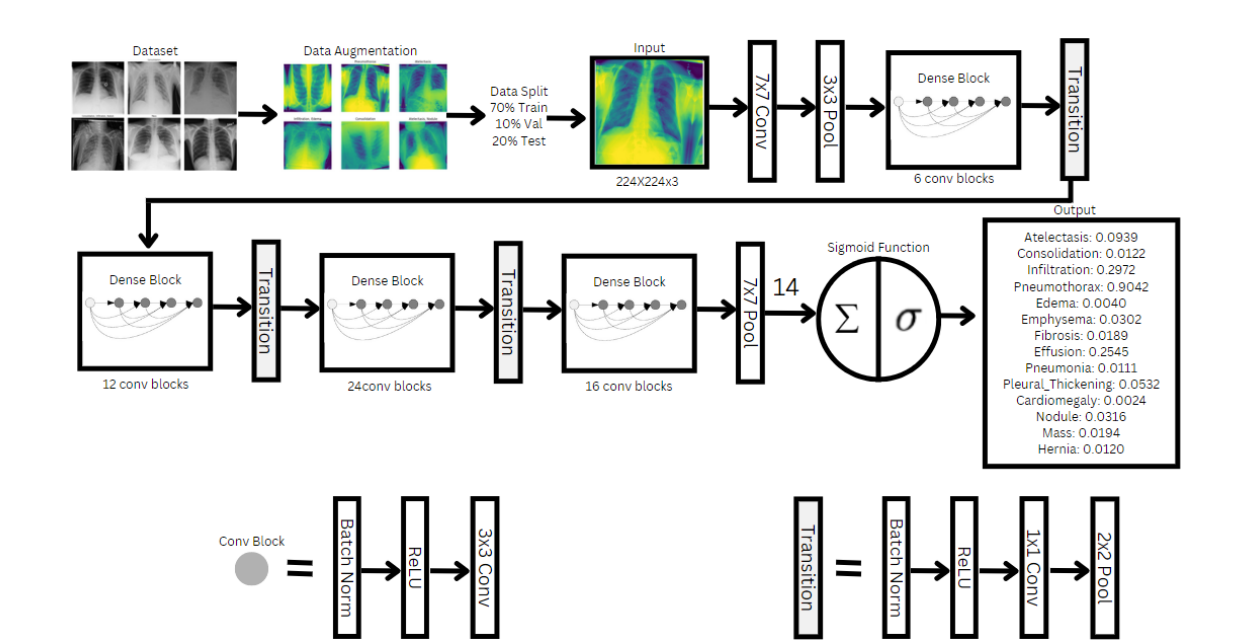 Dataset
Data Augmentation
Data Split
70% Train
10% Val
20% Test
Input
224X224x3
7x7 Conv
3x3 Pool
Dense Block
6 conv blocks
Transition
Dense Block
12 conv blocks
Transition
Dense Block
24conv blocks
Transition
Dense Block
16 conv blocks
7x7 Pool
14
Sigmoid Function
Σ
σ
Output
Atelectasis: 0.0939
Consolidation: 0.0122
Infiltration: 0.2972
Pneumothorax: 0.9042
Edema: 0.0040
Emphysema: 0.0302
Fibrosis: 0.0189
Effusion: 0.2545
Pneumonia: 0.0111
Pleural_Thickening: 0.0532
Cardiomegaly: 0.0024
Nodule: 0.0316
Mass: 0.0194
Hernia: 0.0120
Conv Block
=
Batch Norm
ReLU
3x3 Conv
Transition
=
Batch Norm
ReLU
1x1 Conv
2x2 Pool